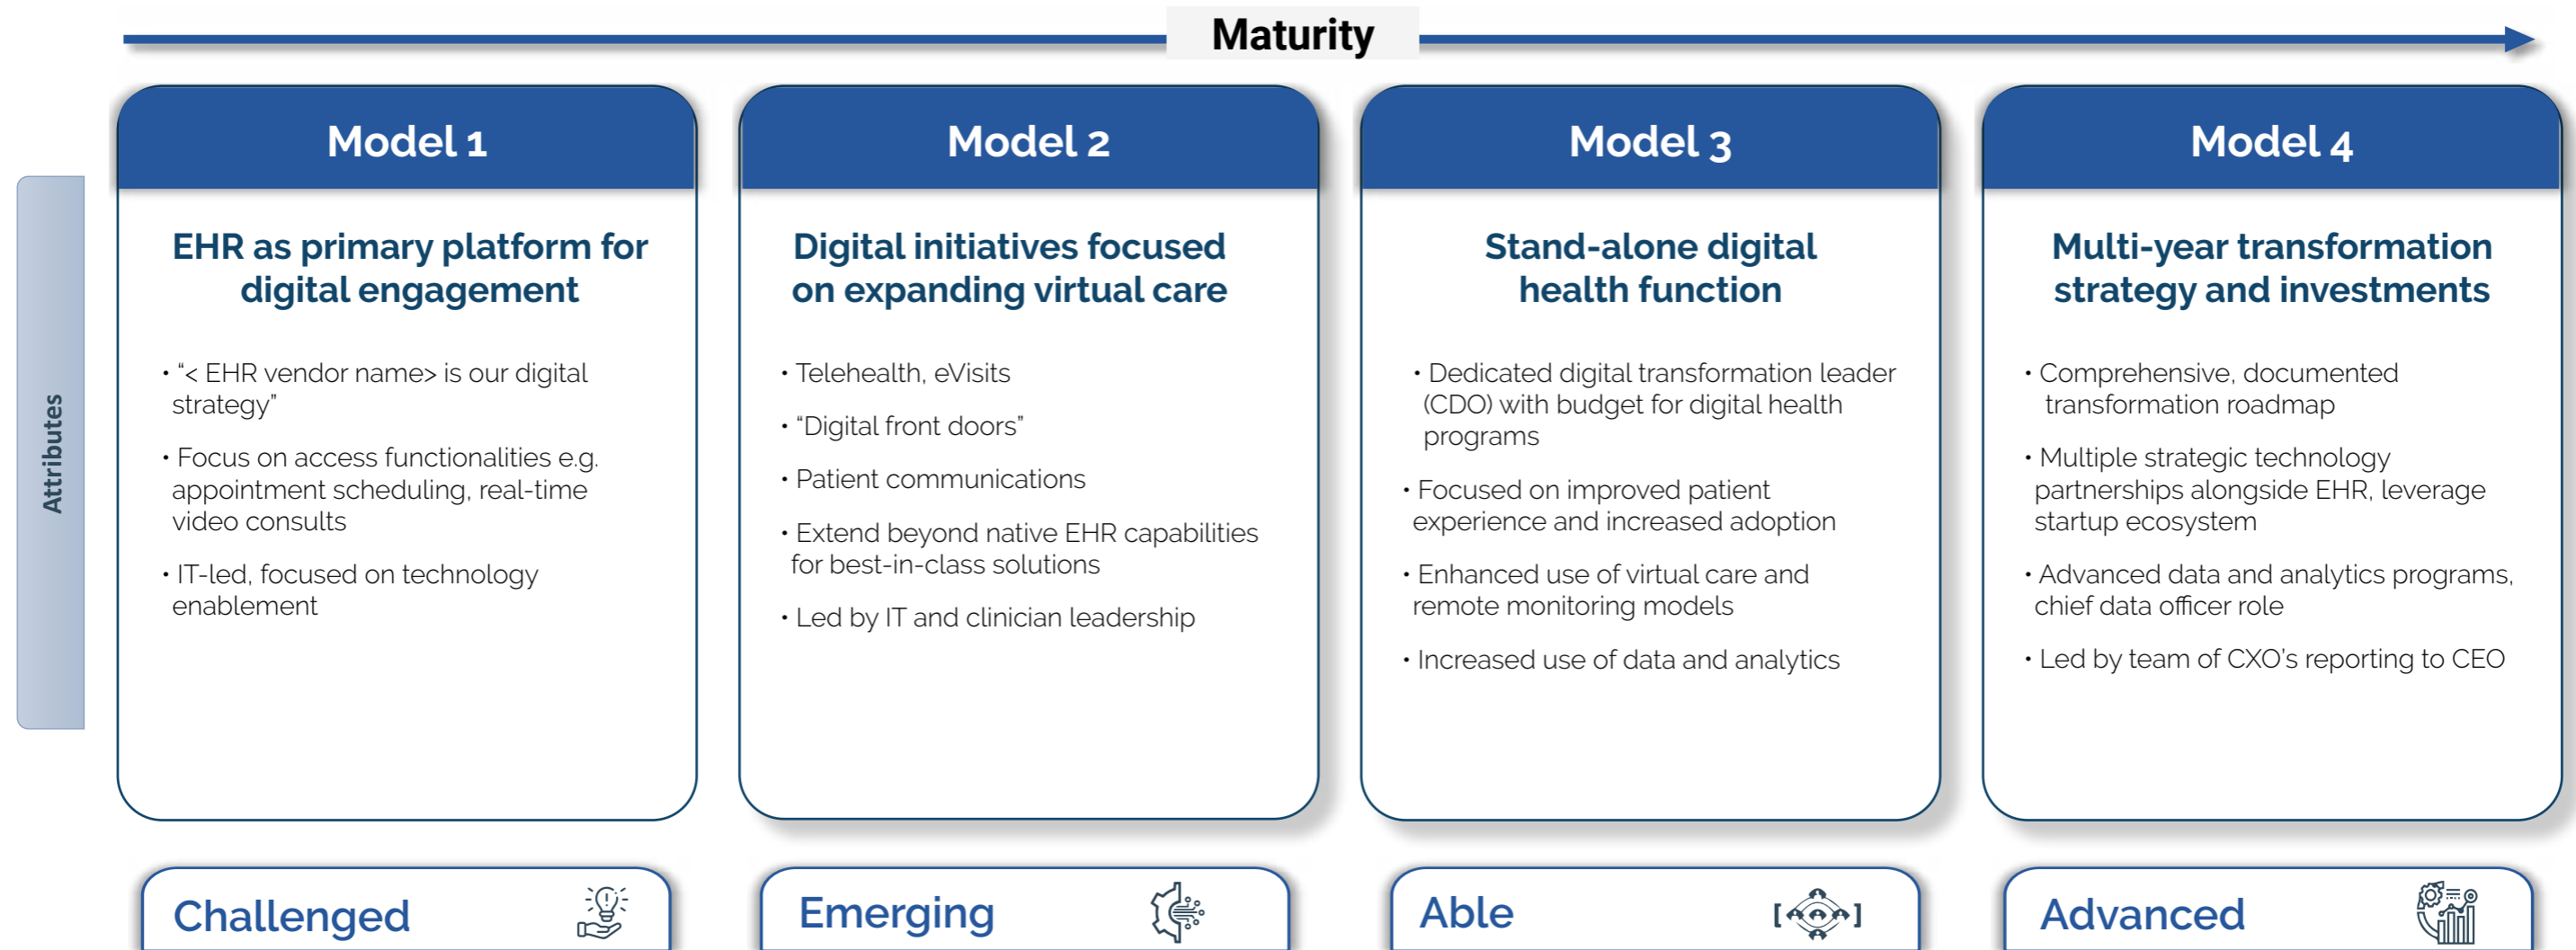 Maturity
Attributes
Model 1
EHR as primary platform for
digital engagement
• “< EHR vendor name> is our digital
strategy”
• Focus on access functionalities e.g.
appointment scheduling, real-time
video consults
• IT-led, focused on technology
enablement
Challenged
Model 2
Digital initiatives focused
on expanding virtual care
• Telehealth, eVisits
• “Digital front doors”
• Patient communications
• Extend beyond native EHR capabilities
for best-in-class solutions
• Led by IT and clinician leadership
Emerging
Model 3
Stand-alone digital
health function
• Dedicated digital transformation leader
(CDO) with budget for digital health
programs
• Focused on improved patient
experience and increased adoption
• Enhanced use of virtual care and
remote monitoring models
• Increased use of data and analytics
Able
Model 4
Multi-year transformation
strategy and investments
• Comprehensive, documented
transformation roadmap
• Multiple strategic technology
partnerships alongside EHR, leverage
startup ecosystem
• Advanced data and analytics programs,
chief data officer role
• Led by team of CXO’s reporting to CEO
Advanced